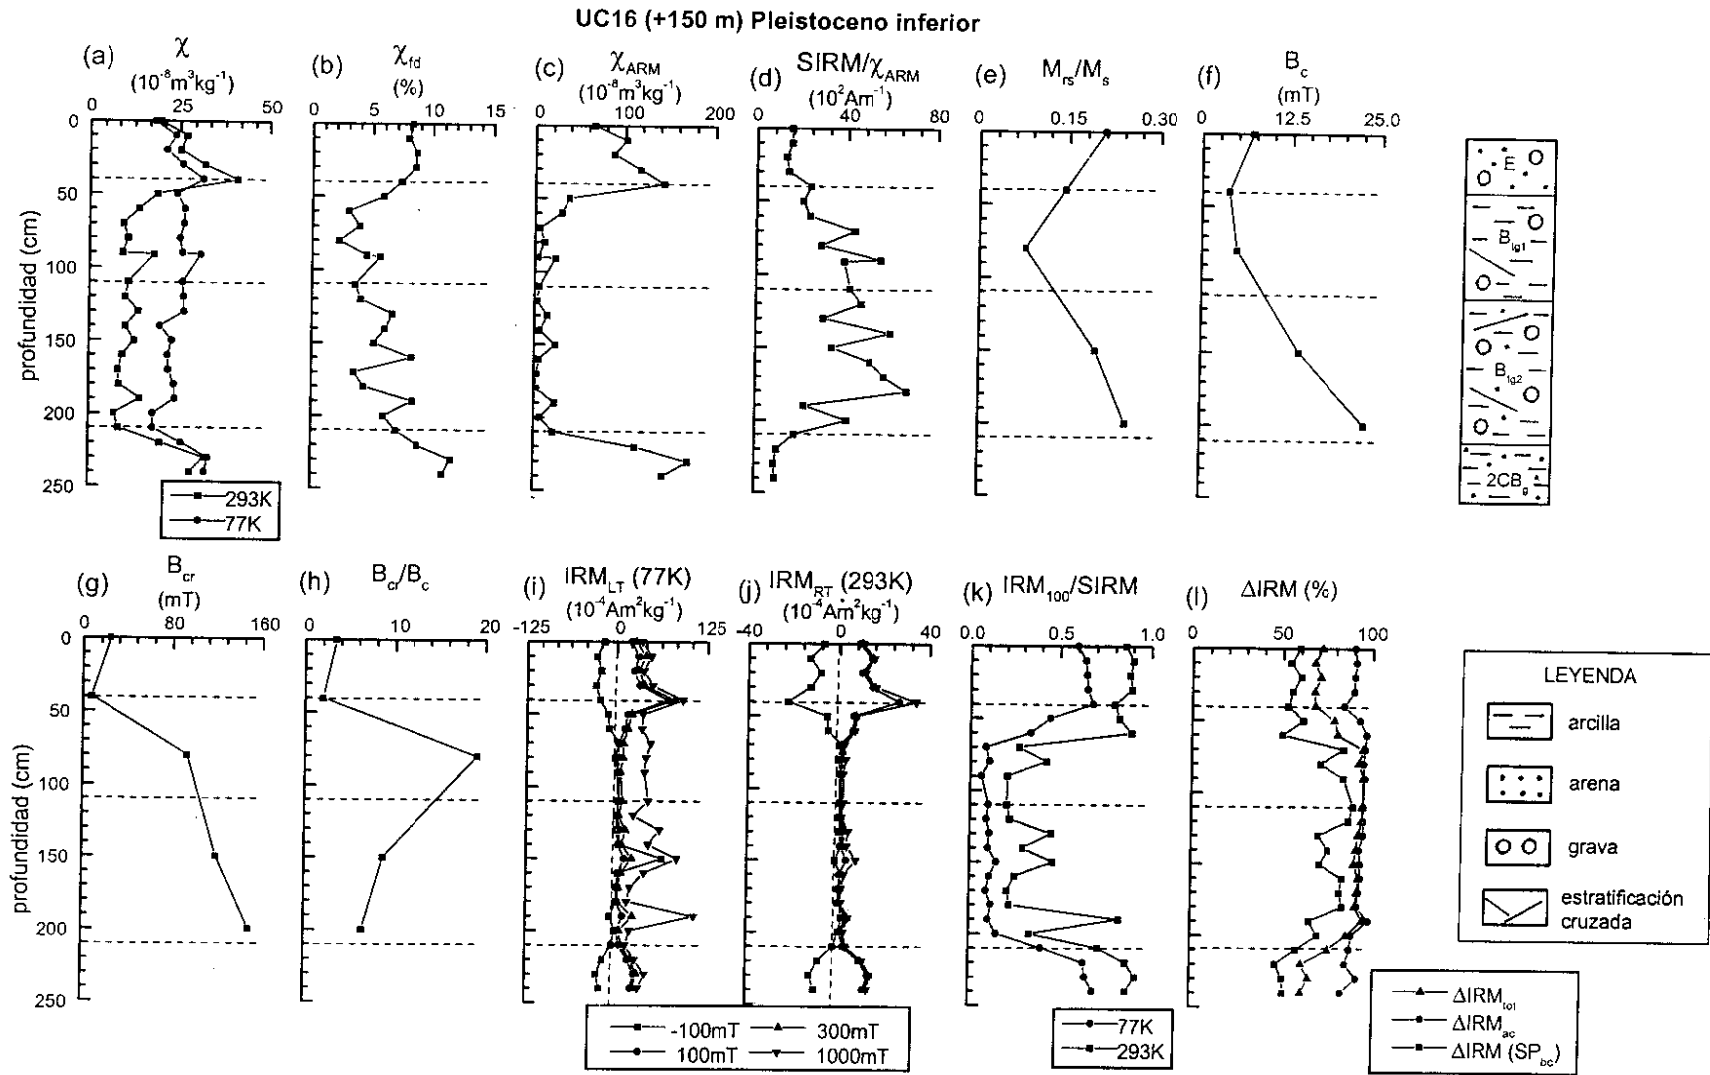 UC16 (+150 m) Pleistoceno inferior
(a) χ
(10⁻⁸m³kg⁻¹)
0 25 50
(b) χfd
(%)
0 5 10 15
(c) χARM
(10⁻⁸m³kg⁻¹)
0 100 200
(d) SIRM/χARM
(10²Am⁻¹)
0 40 80
(e) Mrs/Ms
0 0.15 0.30
(f) Bc
(mT)
0 12.5 25.0
profundidad (cm)
0
50
100
150
200
250
293K
77K
E
Btg1
Btg2
2CBg
(g) Bcr
(mT)
0 80 160
(h) Bcr/Bc
0 10 20
(i) IRMLT (77K)
(10⁻⁴Am²kg⁻¹)
-125 0 125
(j) IRMRT (293K)
(10⁻⁴Am²kg⁻¹)
-40 0 40
(k) IRM100/SIRM
0.0 0.5 1.0
(l) ΔIRM (%)
0 50 100
profundidad (cm)
0
50
100
150
200
250
-100mT 300mT
100mT 1000mT
77K
293K
ΔIRMtot
ΔIRMac
ΔIRM (SPbc)
LEYENDA
arcilla
arena
grava
estratificación
cruzada